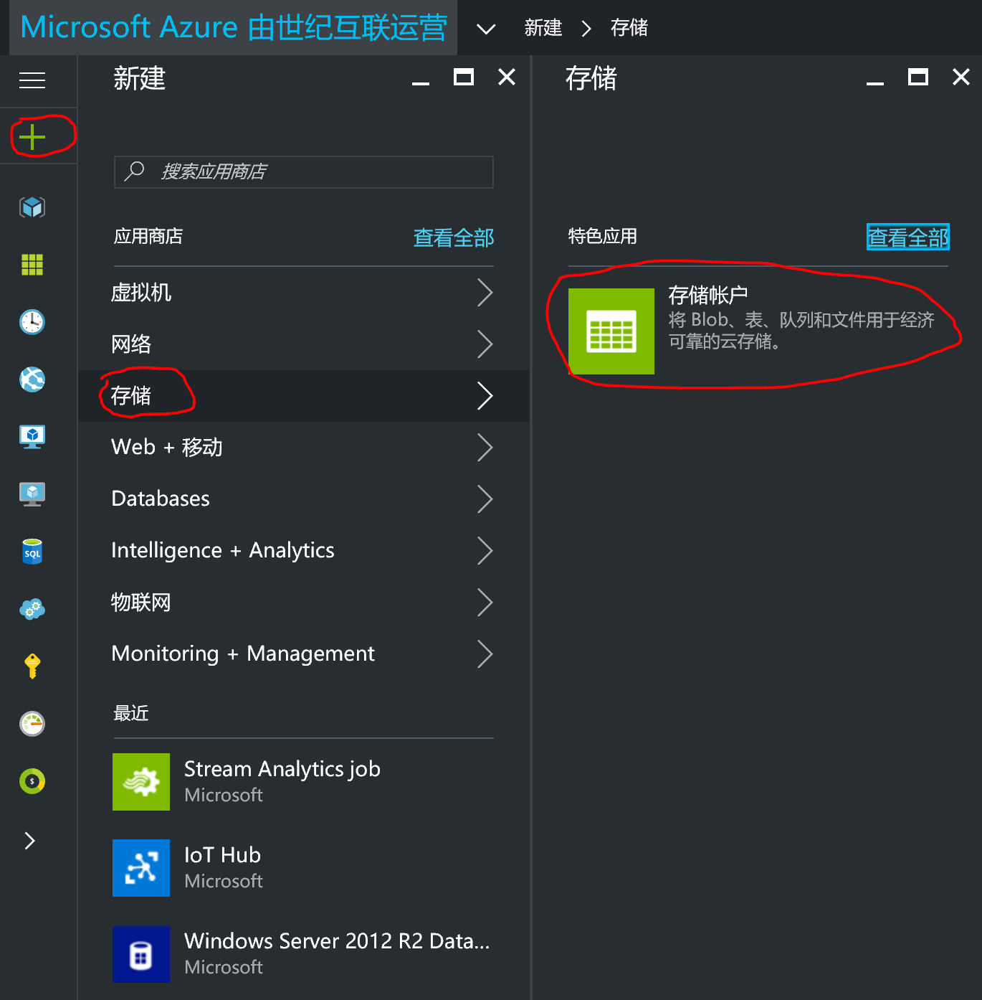 Microsoft Azure 由世纪互联运营
新建
存储
新建
存储
搜索应用商店
应用商店
查看全部
虚拟机
网络
存储
Web + 移动
Databases
Intelligence + Analytics
物联网
Monitoring + Management
最近
Stream Analytics job
Microsoft
IoT Hub
Microsoft
Windows Server 2012 R2 Data...
Microsoft
特色应用
查看全部
存储帐户
将 Blob、表、队列和文件用于经济
可靠的云存储。
SQL
$